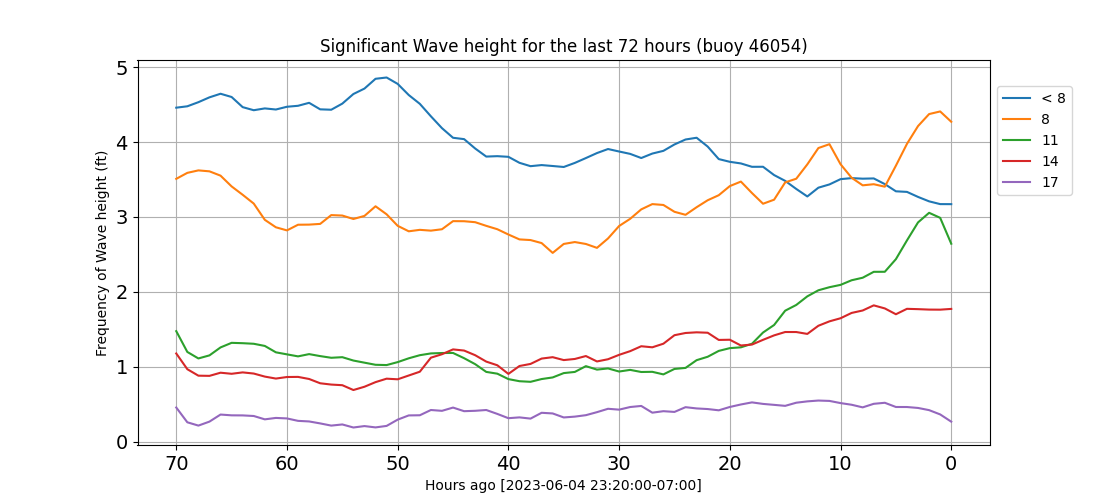 Significant Wave height for the last 72 hours (buoy 46054)
Frequency of Wave height (ft)
5
4
3
2
1
0
70 60 50 40 30 20 10 0
Hours ago [2023-06-04 23:20:00-07:00]
< 8
8
11
14
17